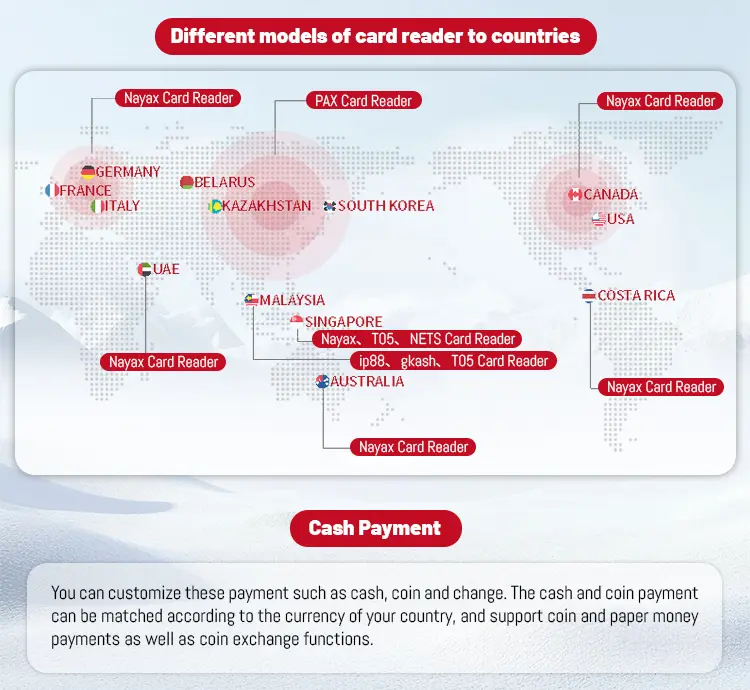 Different models of card reader to countries
Nayax Card Reader
PAX Card Reader
Nayax Card Reader
GERMANY
BELARUS
FRANCE
CANADA
ITALY
KAZAKHSTAN
SOUTH KOREA
USA
UAE
COSTA RICA
MALAYSIA
SINGAPORE
Nayax、T05、NETS Card Reader
Nayax Card Reader
ip88、gkash、T05 Card Reader
AUSTRALIA
Nayax Card Reader
Nayax Card Reader
Cash Payment
You can customize these payment such as cash, coin and change. The cash and coin payment
can be matched according to the currency of your country, and support coin and paper money
payments as well as coin exchange functions.